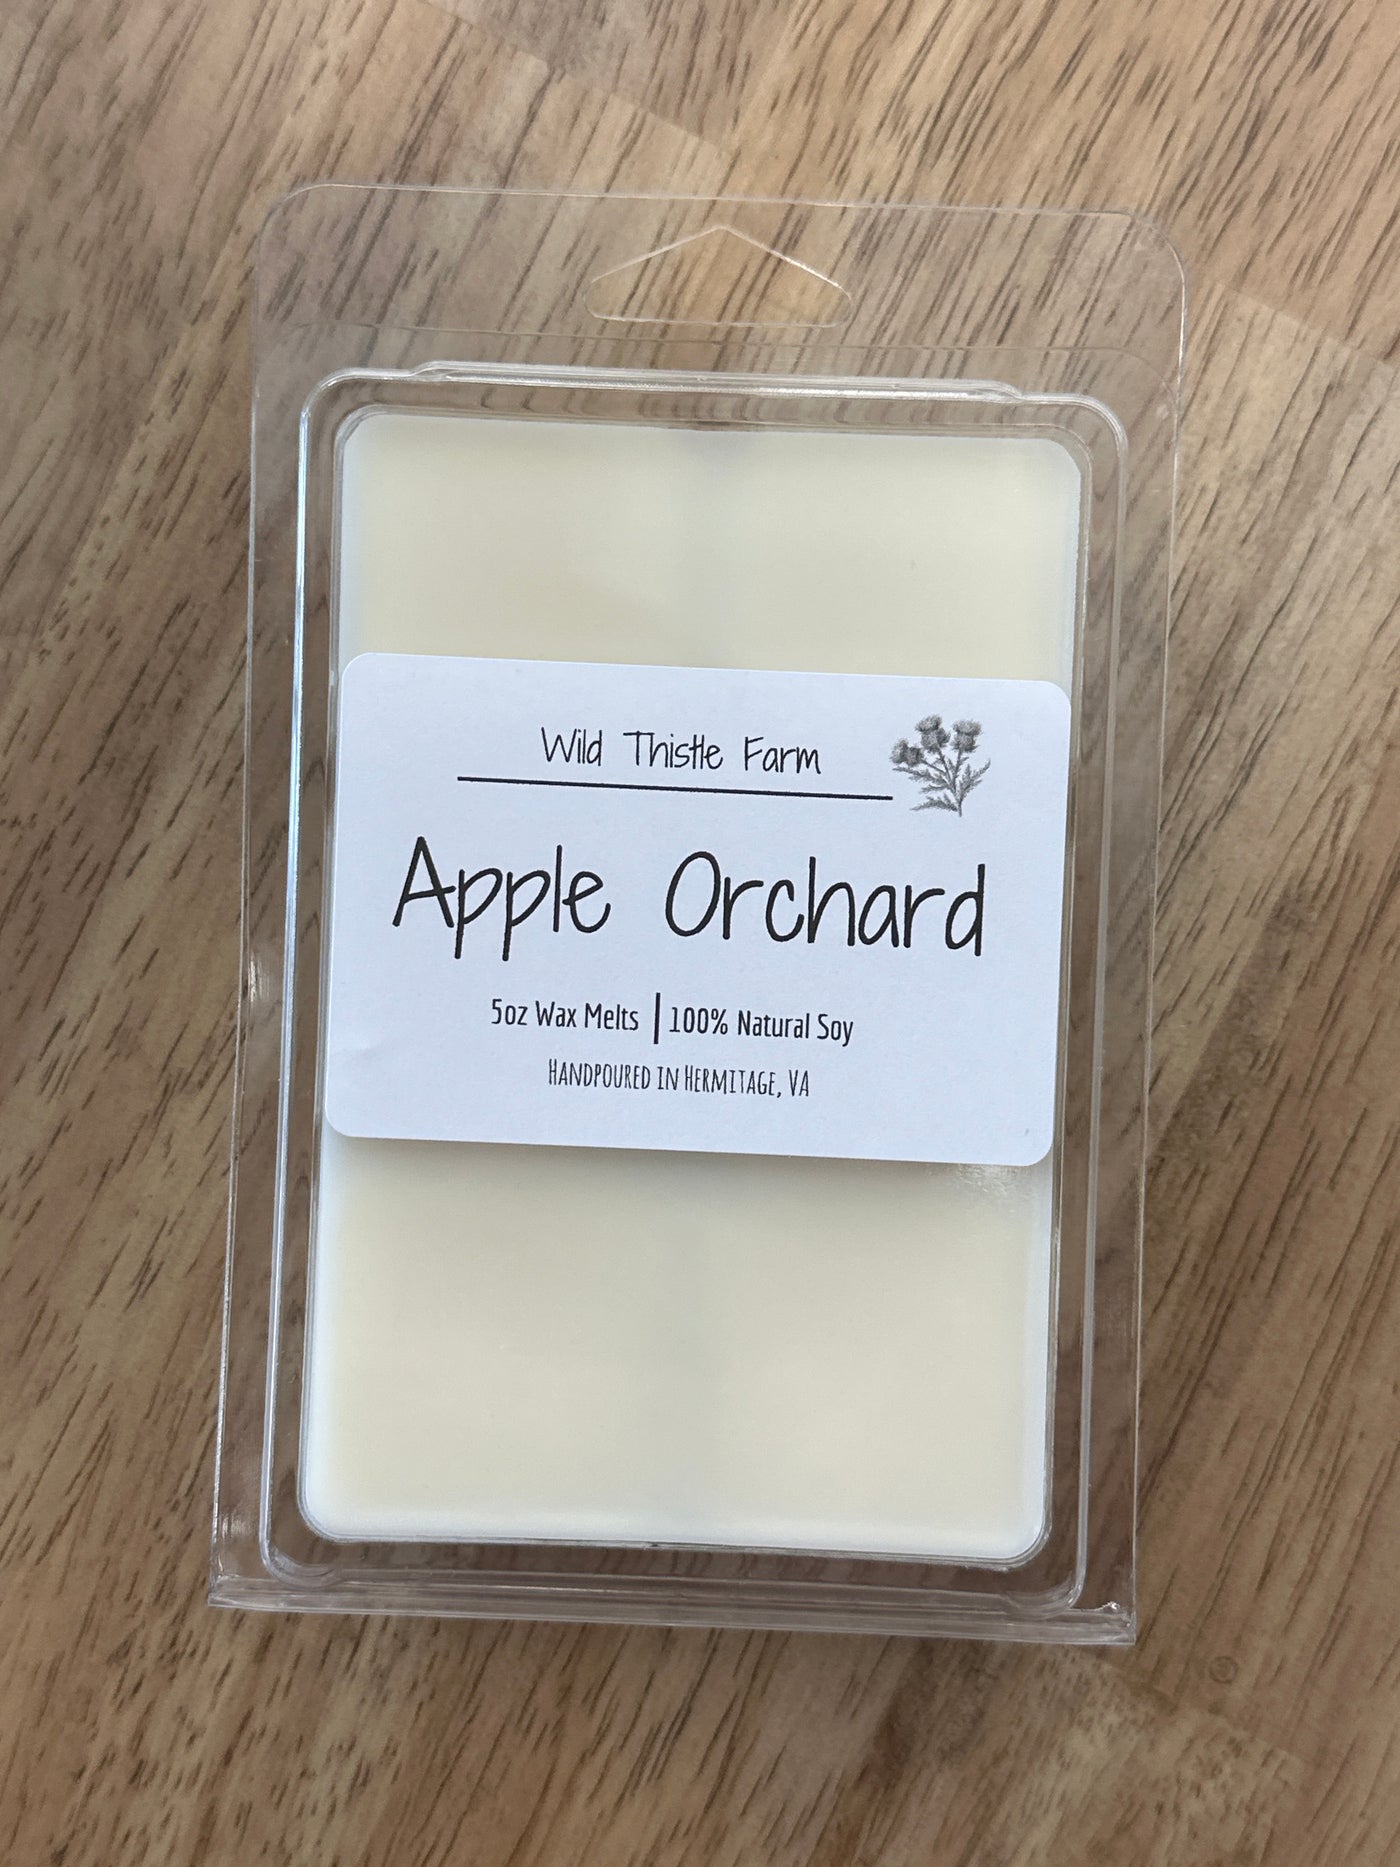 Wild Thistle Farm
Apple Orchard
5oz Wax Melts | 100% Natural Soy
Handpoured in Hermitage, VA